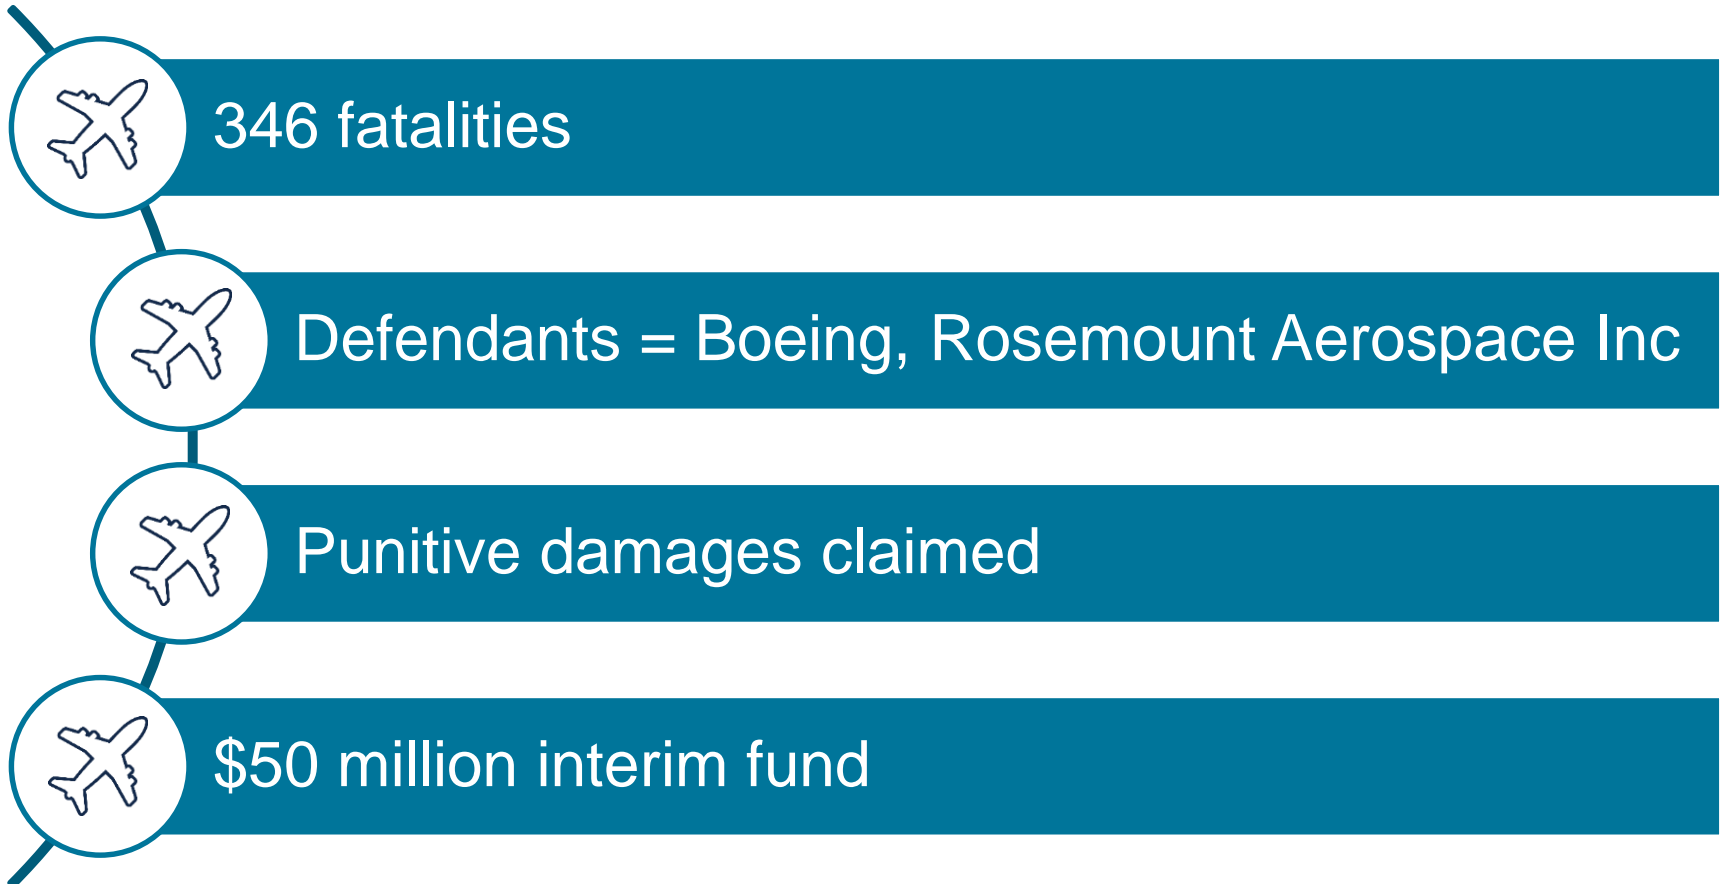 346 fatalities
Defendants = Boeing, Rosemount Aerospace Inc
Punitive damages claimed
$50 million interim fund